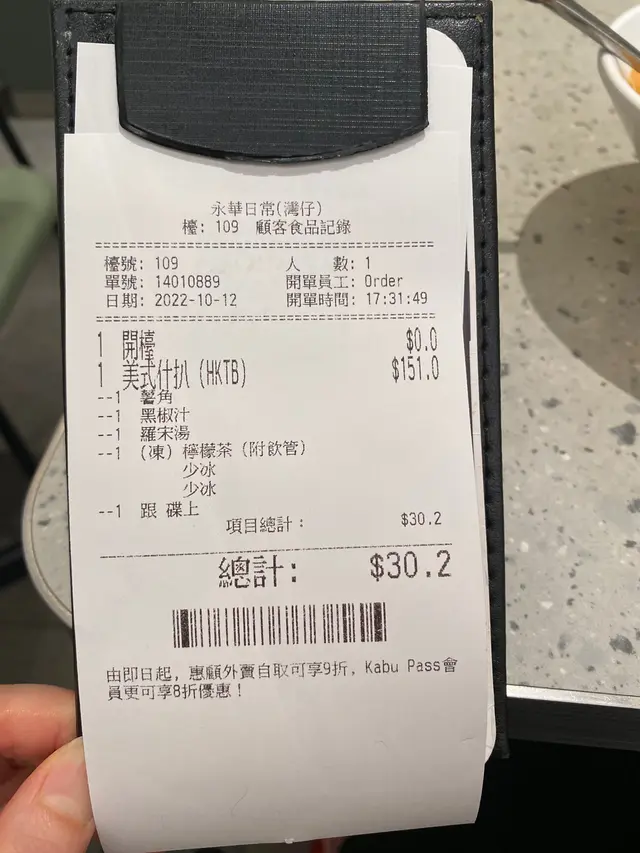 永華日常(灣仔)
檯: 109 顧客食品記錄
檯號: 109 人 數: 1
單號: 14010889 開單員工: Order
日期: 2022-10-12 開單時間: 17:31:49
1 開檯 $0.0
1 美式什扒 (HKTB) $151.0
--1 薯角
--1 黑椒汁
--1 羅宋湯
--1 (凍) 檸檬茶 (附飲管)
少冰
少冰
--1 跟 碟上
項目總計: $30.2
總計: $30.2
由即日起, 惠顧外賣自取可享9折, Kabu Pass會
員更可享8折優惠!